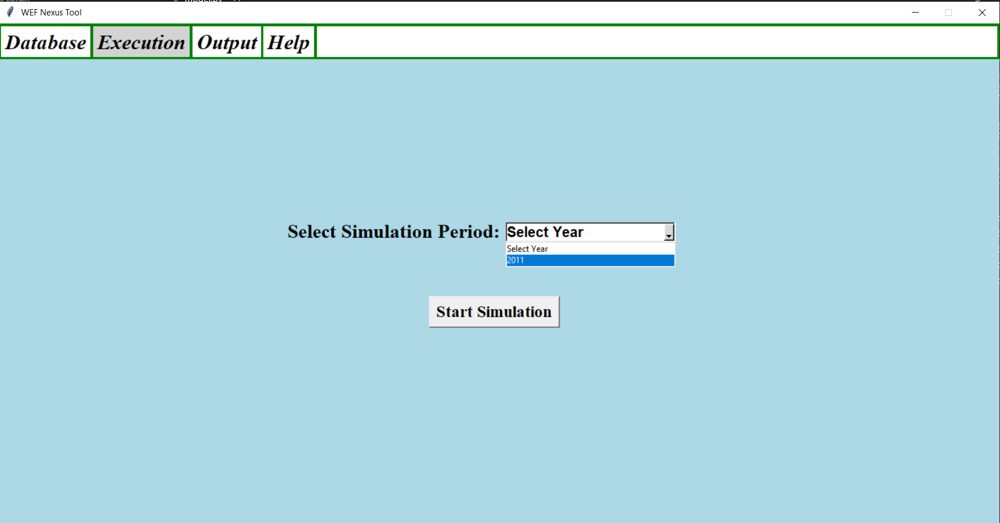 WEF Nexus Tool
Database Execution Output Help
Select Simulation Period: Select Year
Select Year
2011
Start Simulation